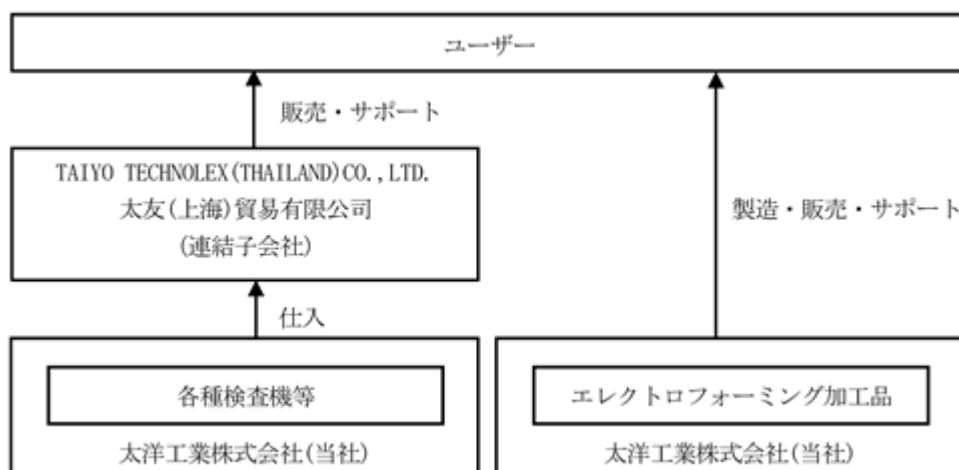 ユーザー
販売・サポート
TAIYO TECHNOLEX(THAILAND)CO.,LTD.
太友(上海)貿易有限公司
(連結子会社)
製造・販売・サポート
仕入
各種検査機等
太洋工業株式会社(当社)
エレクトロフォーミング加工品
太洋工業株式会社(当社)